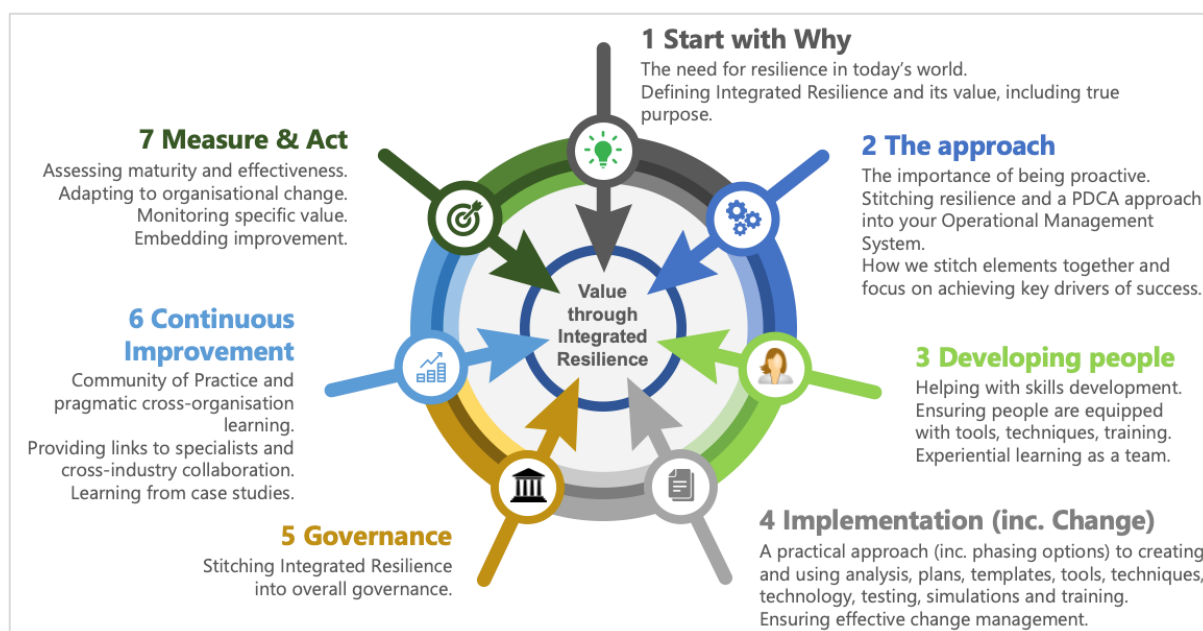 1 Start with Why
The need for resilience in today's world.
Defining Integrated Resilience and its value, including true
purpose.
2 The approach
The importance of being proactive.
Stitching resilience and a PDCA approach
into your Operational Management
System.
How we stitch elements together and
focus on achieving key drivers of success.
3 Developing people
Helping with skills development.
Ensuring people are equipped
with tools, techniques, training.
Experiential learning as a team.
4 Implementation (inc. Change)
A practical approach (inc. phasing options) to creating
and using analysis, plans, templates, tools, techniques,
technology, testing, simulations and training.
Ensuring effective change management.
5 Governance
Stitching Integrated Resilience
into overall governance.
6 Continuous
Improvement
Community of Practice and
pragmatic cross-organisation
learning.
Providing links to specialists and
cross-industry collaboration.
Learning from case studies.
7 Measure & Act
Assessing maturity and effectiveness.
Adapting to organisational change.
Monitoring specific value.
Embedding improvement.
Value
through
Integrated
Resilience